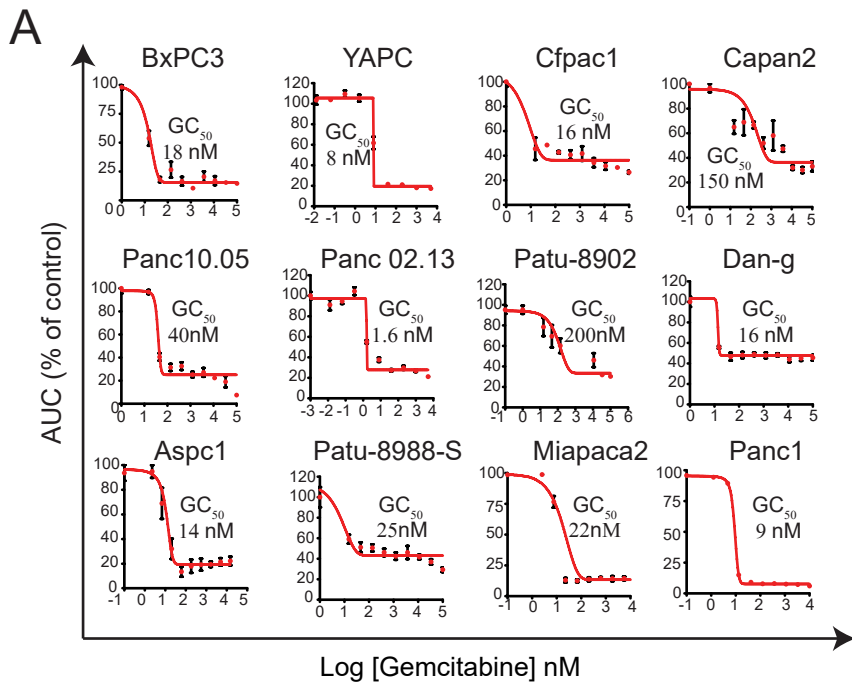 A
BxPC3
YAPC
Cfpac1
Capan2
100
75
50
25
0
0 1 2 3 4 5
GC50
18 nM
120
100
80
60
40
20
0
-2 -1 0 1 2 3 4
GC50
8 nM
100
80
60
40
20
0
0 1 2 3 4 5
GC50
16 nM
100
80
60
40
20
0
-1 0 1 2 3 4 5
GC50
150 nM
Panc10.05
Panc 02.13
Patu-8902
Dan-g
100
80
60
40
20
0
-1 0 1 2 3 4 5
GC50
40nM
120
100
80
60
40
20
0
-3 -2 -1 0 1 2 3 4
GC50
1.6 nM
120
100
80
60
40
20
0
-1 0 1 2 3 4 5 6
GC50
200nM
120
100
80
60
40
20
0
0 1 2 3 4 5
GC50
16 nM
Aspc1
Patu-8988-S
Miapaca2
Panc1
100
80
60
40
20
0
-1 0 1 2 3 4 5
GC50
14 nM
120
100
80
60
40
20
0
0 1 2 3 4 5
GC50
25nM
100
75
50
25
0
-1 0 1 2 3 4
GC50
22nM
100
75
50
25
0
-1 0 1 2 3 4
GC50
9 nM
AUC (% of control)
Log [Gemcitabine] nM